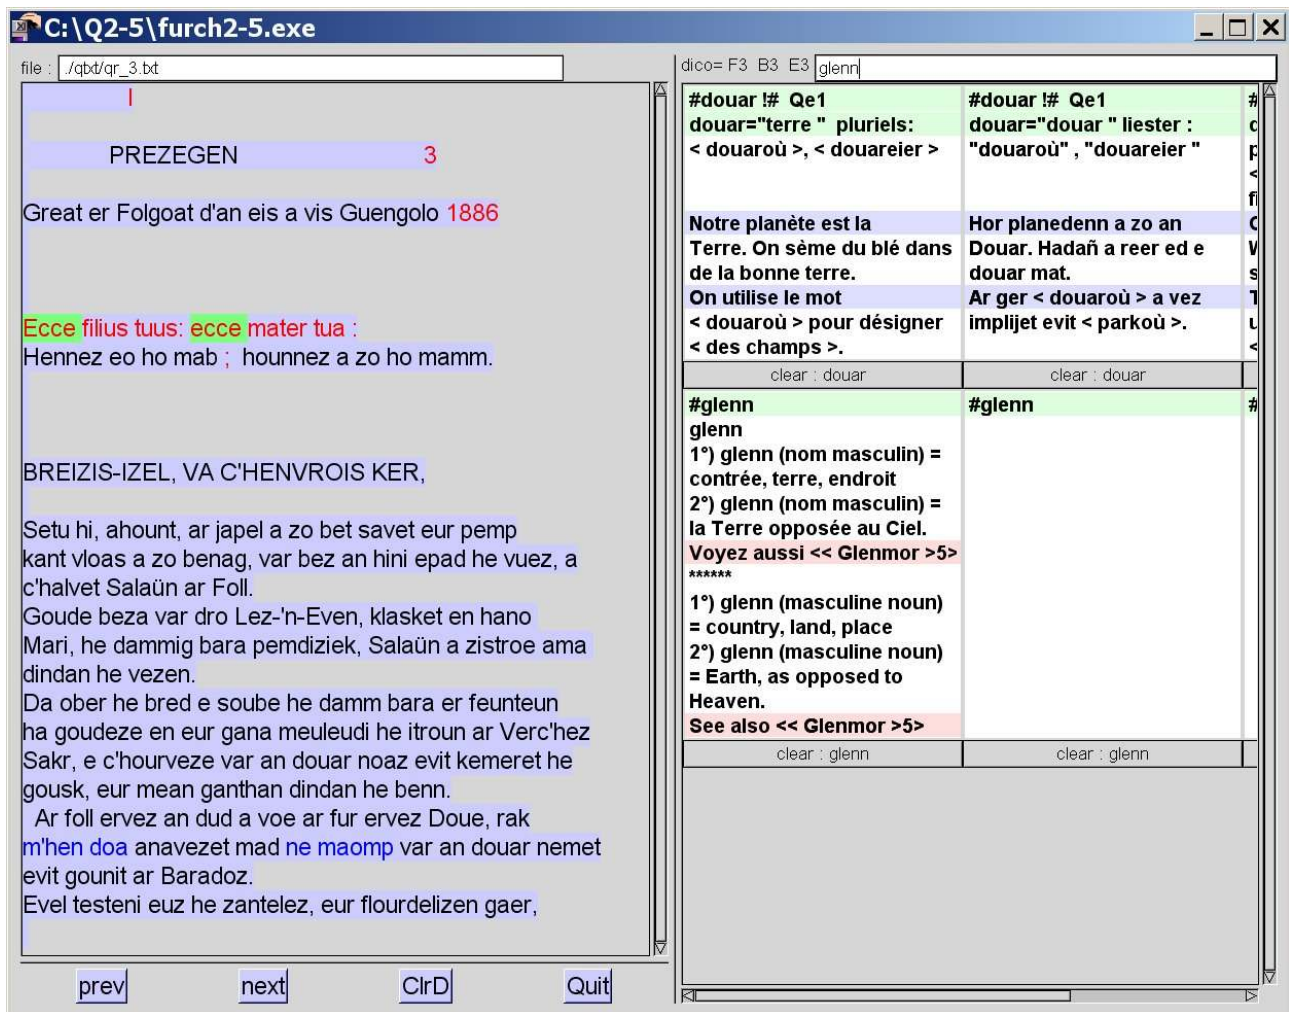 C:\Q2-5\furch2-5.exe
file : ./qtxt/qr_3.txt
I
PREZEGEN 3
Great er Folgoat d'an eis a vis Guengolo 1886
Ecce filius tuus: ecce mater tua :
Hennez eo ho mab ; hounnez a zo ho mamm.
BREIZIS-IZEL, VA C'HENVROIS KER,
Setu hi, ahount, ar japel a zo bet savet eur pemp
kant vloas a zo benag, var bez an hini epad he vuez, a
c'halvet Salaün ar Foll.
Goude beza var dro Lez-'n-Even, klasket en hano
Mari, he dammig bara pemdiziek, Salaün a zistroe ama
dindan he vezen.
Da ober he bred e soube he damm bara er feunteun
ha goudeze en eur gana meuleudi he itroun ar Verc'hez
Sakr, e c'hourveze var an douar noaz evit kemeret he
gousk, eur mean ganthan dindan he benn.
Ar foll ervez an dud a voe ar fur ervez Doue, rak
m'hen doa anavezet mad ne maomp var an douar nemet
evit gounit ar Baradoz.
Evel testeni euz he zantelez, eur flourdelizen gaer,
prev next ClrD Quit
dico= F3 B3 E3 glenn
#douar !# Qe1
douar="terre " pluriels:
< douaroù >, < douareier >
Notre planète est la
Terre. On sème du blé dans
de la bonne terre.
On utilise le mot
< douaroù > pour désigner
< des champs >.
clear : douar
#douar !# Qe1
douar="douar " liester :
"douaroù" , "douareier "
Hor planedenn a zo an
Douar. Hadañ a reer ed e
douar mat.
Ar ger < douaroù > a vez
implijet evit < parkoù >.
clear : douar
#glenn
glenn
1°) glenn (nom masculin) =
contrée, terre, endroit
2°) glenn (nom masculin) =
la Terre opposée au Ciel.
Voyez aussi << Glenmor >5>
******
1°) glenn (masculine noun)
= country, land, place
2°) glenn (masculine noun)
= Earth, as opposed to
Heaven.
See also << Glenmor >5>
clear : glenn
#glenn
clear : glenn